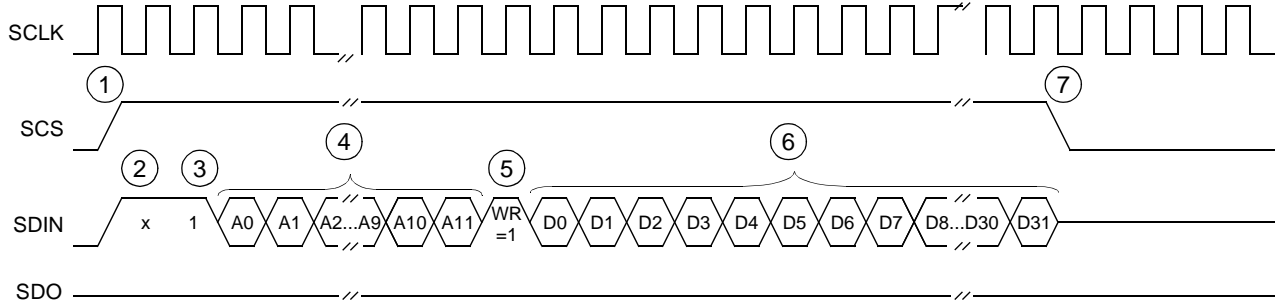 SCLK
1 7
SCS
4 6
2 3 5
SDIN x 1 A0 A1 A2...A9 A10 A11 WR =1 D0 D1 D2 D3 D4 D5 D6 D7 D8...D30 D31
SDO